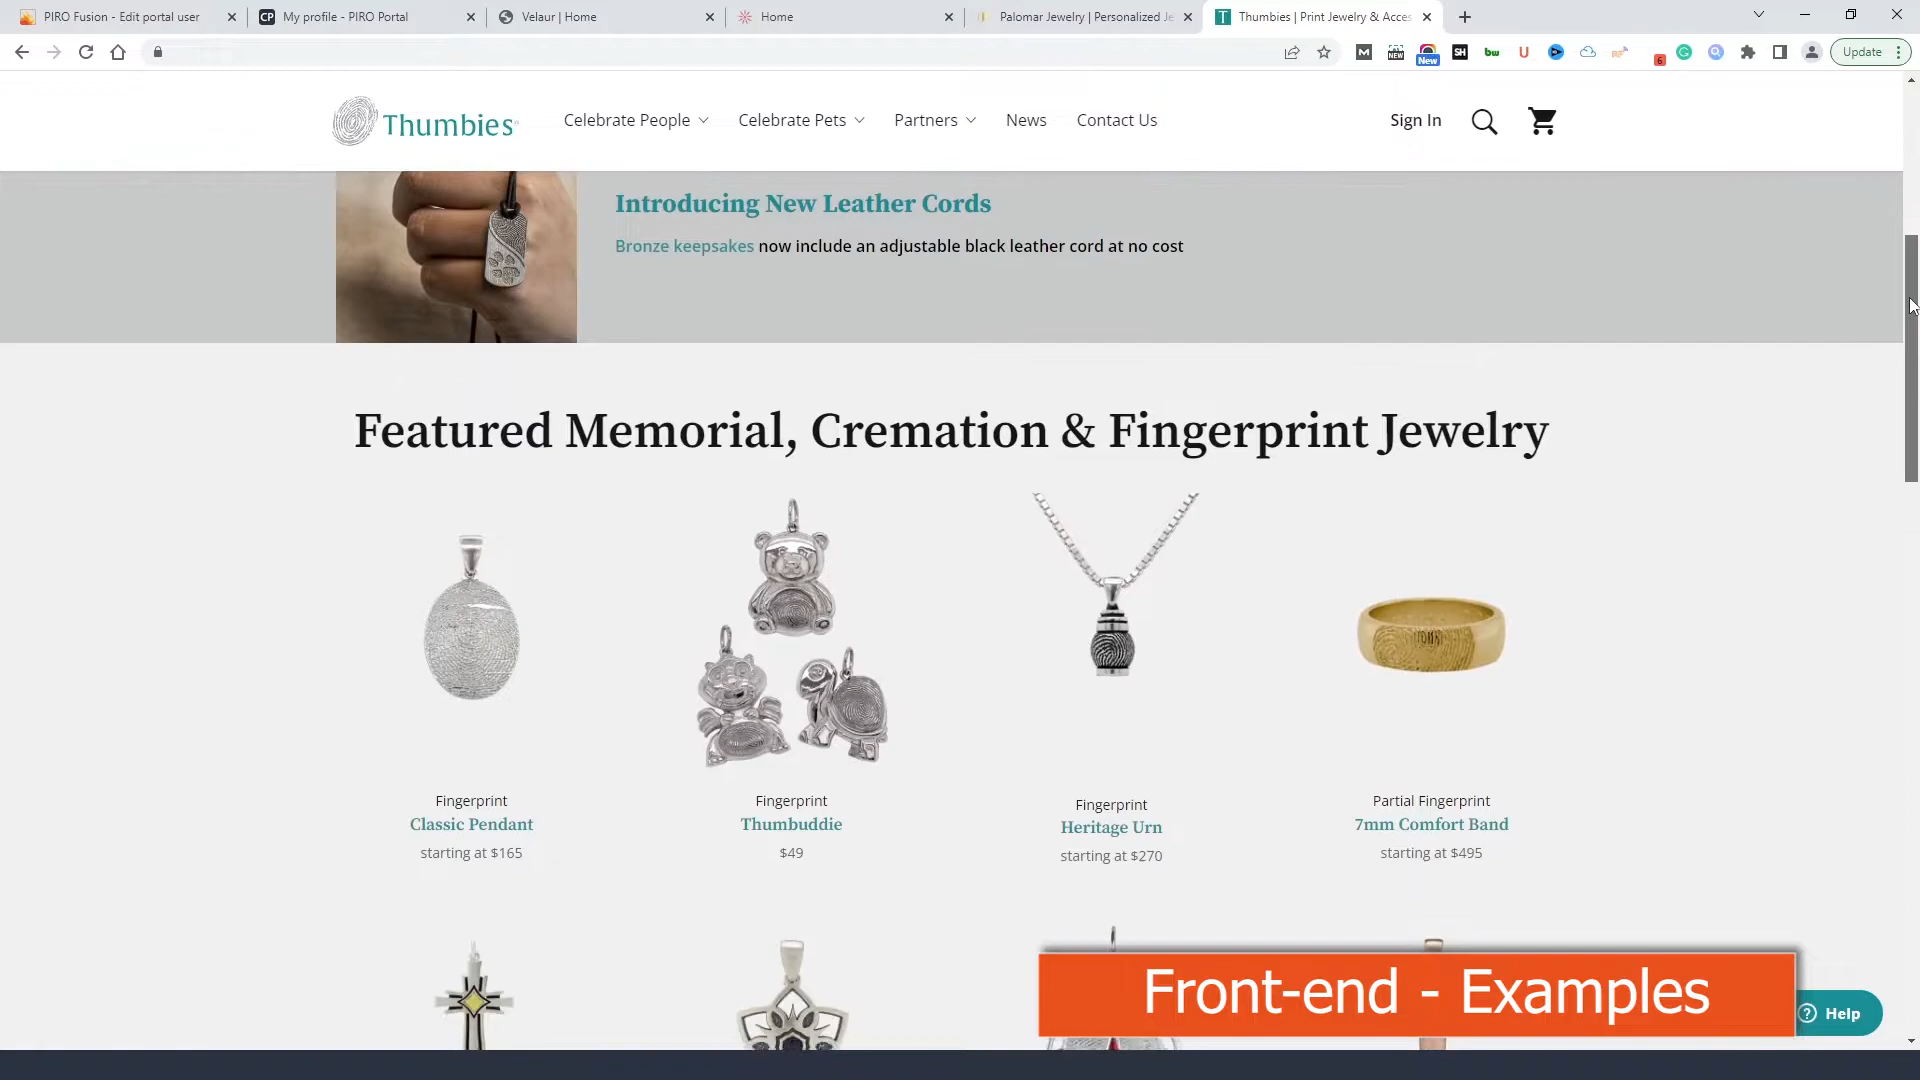 PIRO Fusion - Edit portal user
My profile - PIRO Portal
Velaur | Home
Home
Palomar Jewelry | Personalized Je
Thumbies | Print Jewelry & Acces
Update
Thumbies
Celebrate People
Celebrate Pets
Partners
News
Contact Us
Sign In
Introducing New Leather Cords
Bronze keepsakes now include an adjustable black leather cord at no cost
Featured Memorial, Cremation & Fingerprint Jewelry
Fingerprint
Classic Pendant
starting at $165
Fingerprint
Thumbuddie
$49
Fingerprint
Heritage Urn
starting at $270
Partial Fingerprint
7mm Comfort Band
starting at $495
Front-end - Examples
Help